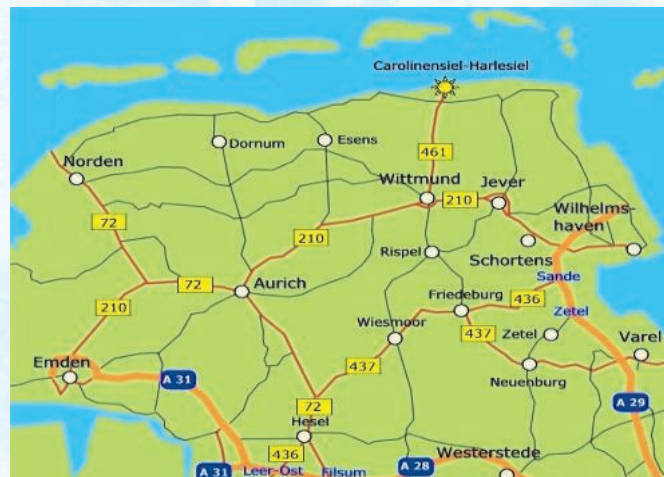 Carolinensiel-Harlesiel
Dornum
Esens
461
Norden
Wittmund
Jever
210
Wilhelms-
haven
72
210
Rispel
Schortens
Sande
72
Aurich
436
210
Friedeburg
Zetel
Wiesmoor
437
Zetel
Varel
Emden
437
A 31
Neuenburg
72
A 29
Hesel
436
Westerstede
A 31
Leer-Ost
Filsum
A 28